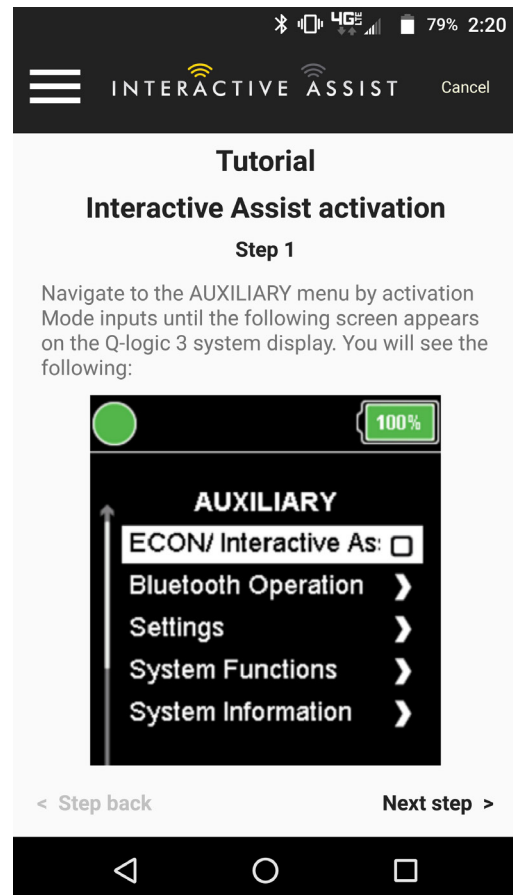 4G LTE 79% 2:20
INTERACTIVE ASSIST Cancel
Tutorial
Interactive Assist activation
Step 1
Navigate to the AUXILIARY menu by activation
Mode inputs until the following screen appears
on the Q-logic 3 system display. You will see the
following:
100%
AUXILIARY
ECON/ Interactive As:
Bluetooth Operation
Settings
System Functions
System Information
< Step back Next step >